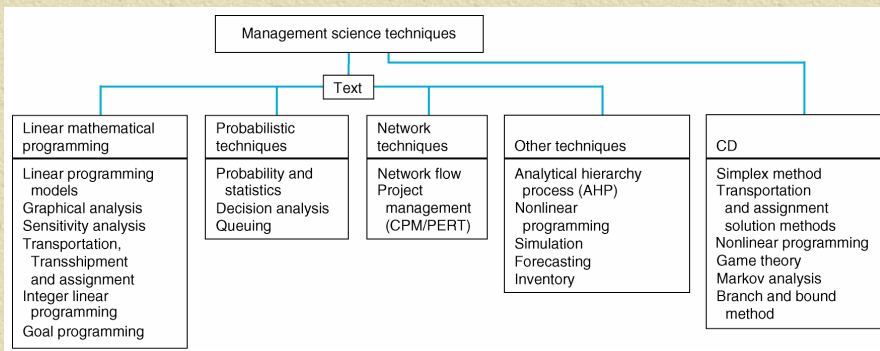 Management science techniques
Text
Linear mathematical
programming
Linear programming
models
Graphical analysis
Sensitivity analysis
Transportation,
Transshipment
and assignment
Integer linear
programming
Goal programming
Probabilistic
techniques
Probability and
statistics
Decision analysis
Queuing
Network
techniques
Network flow
Project
management
(CPM/PERT)
Other techniques
Analytical hierarchy
process (AHP)
Nonlinear
programming
Simulation
Forecasting
Inventory
CD
Simplex method
Transportation
and assignment
solution methods
Nonlinear programming
Game theory
Markov analysis
Branch and bound
method